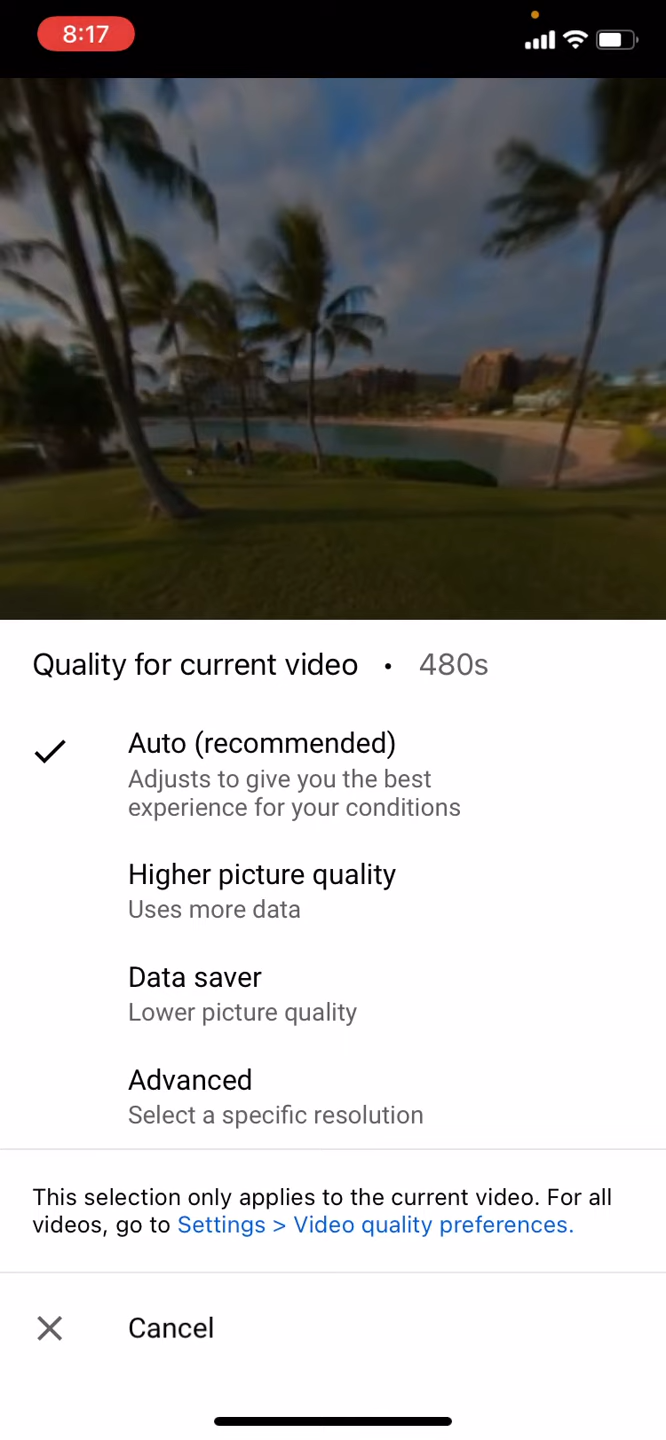 8:17
Quality for current video • 480s
Auto (recommended)
Adjusts to give you the best
experience for your conditions
Higher picture quality
Uses more data
Data saver
Lower picture quality
Advanced
Select a specific resolution
This selection only applies to the current video. For all
videos, go to Settings > Video quality preferences.
Cancel